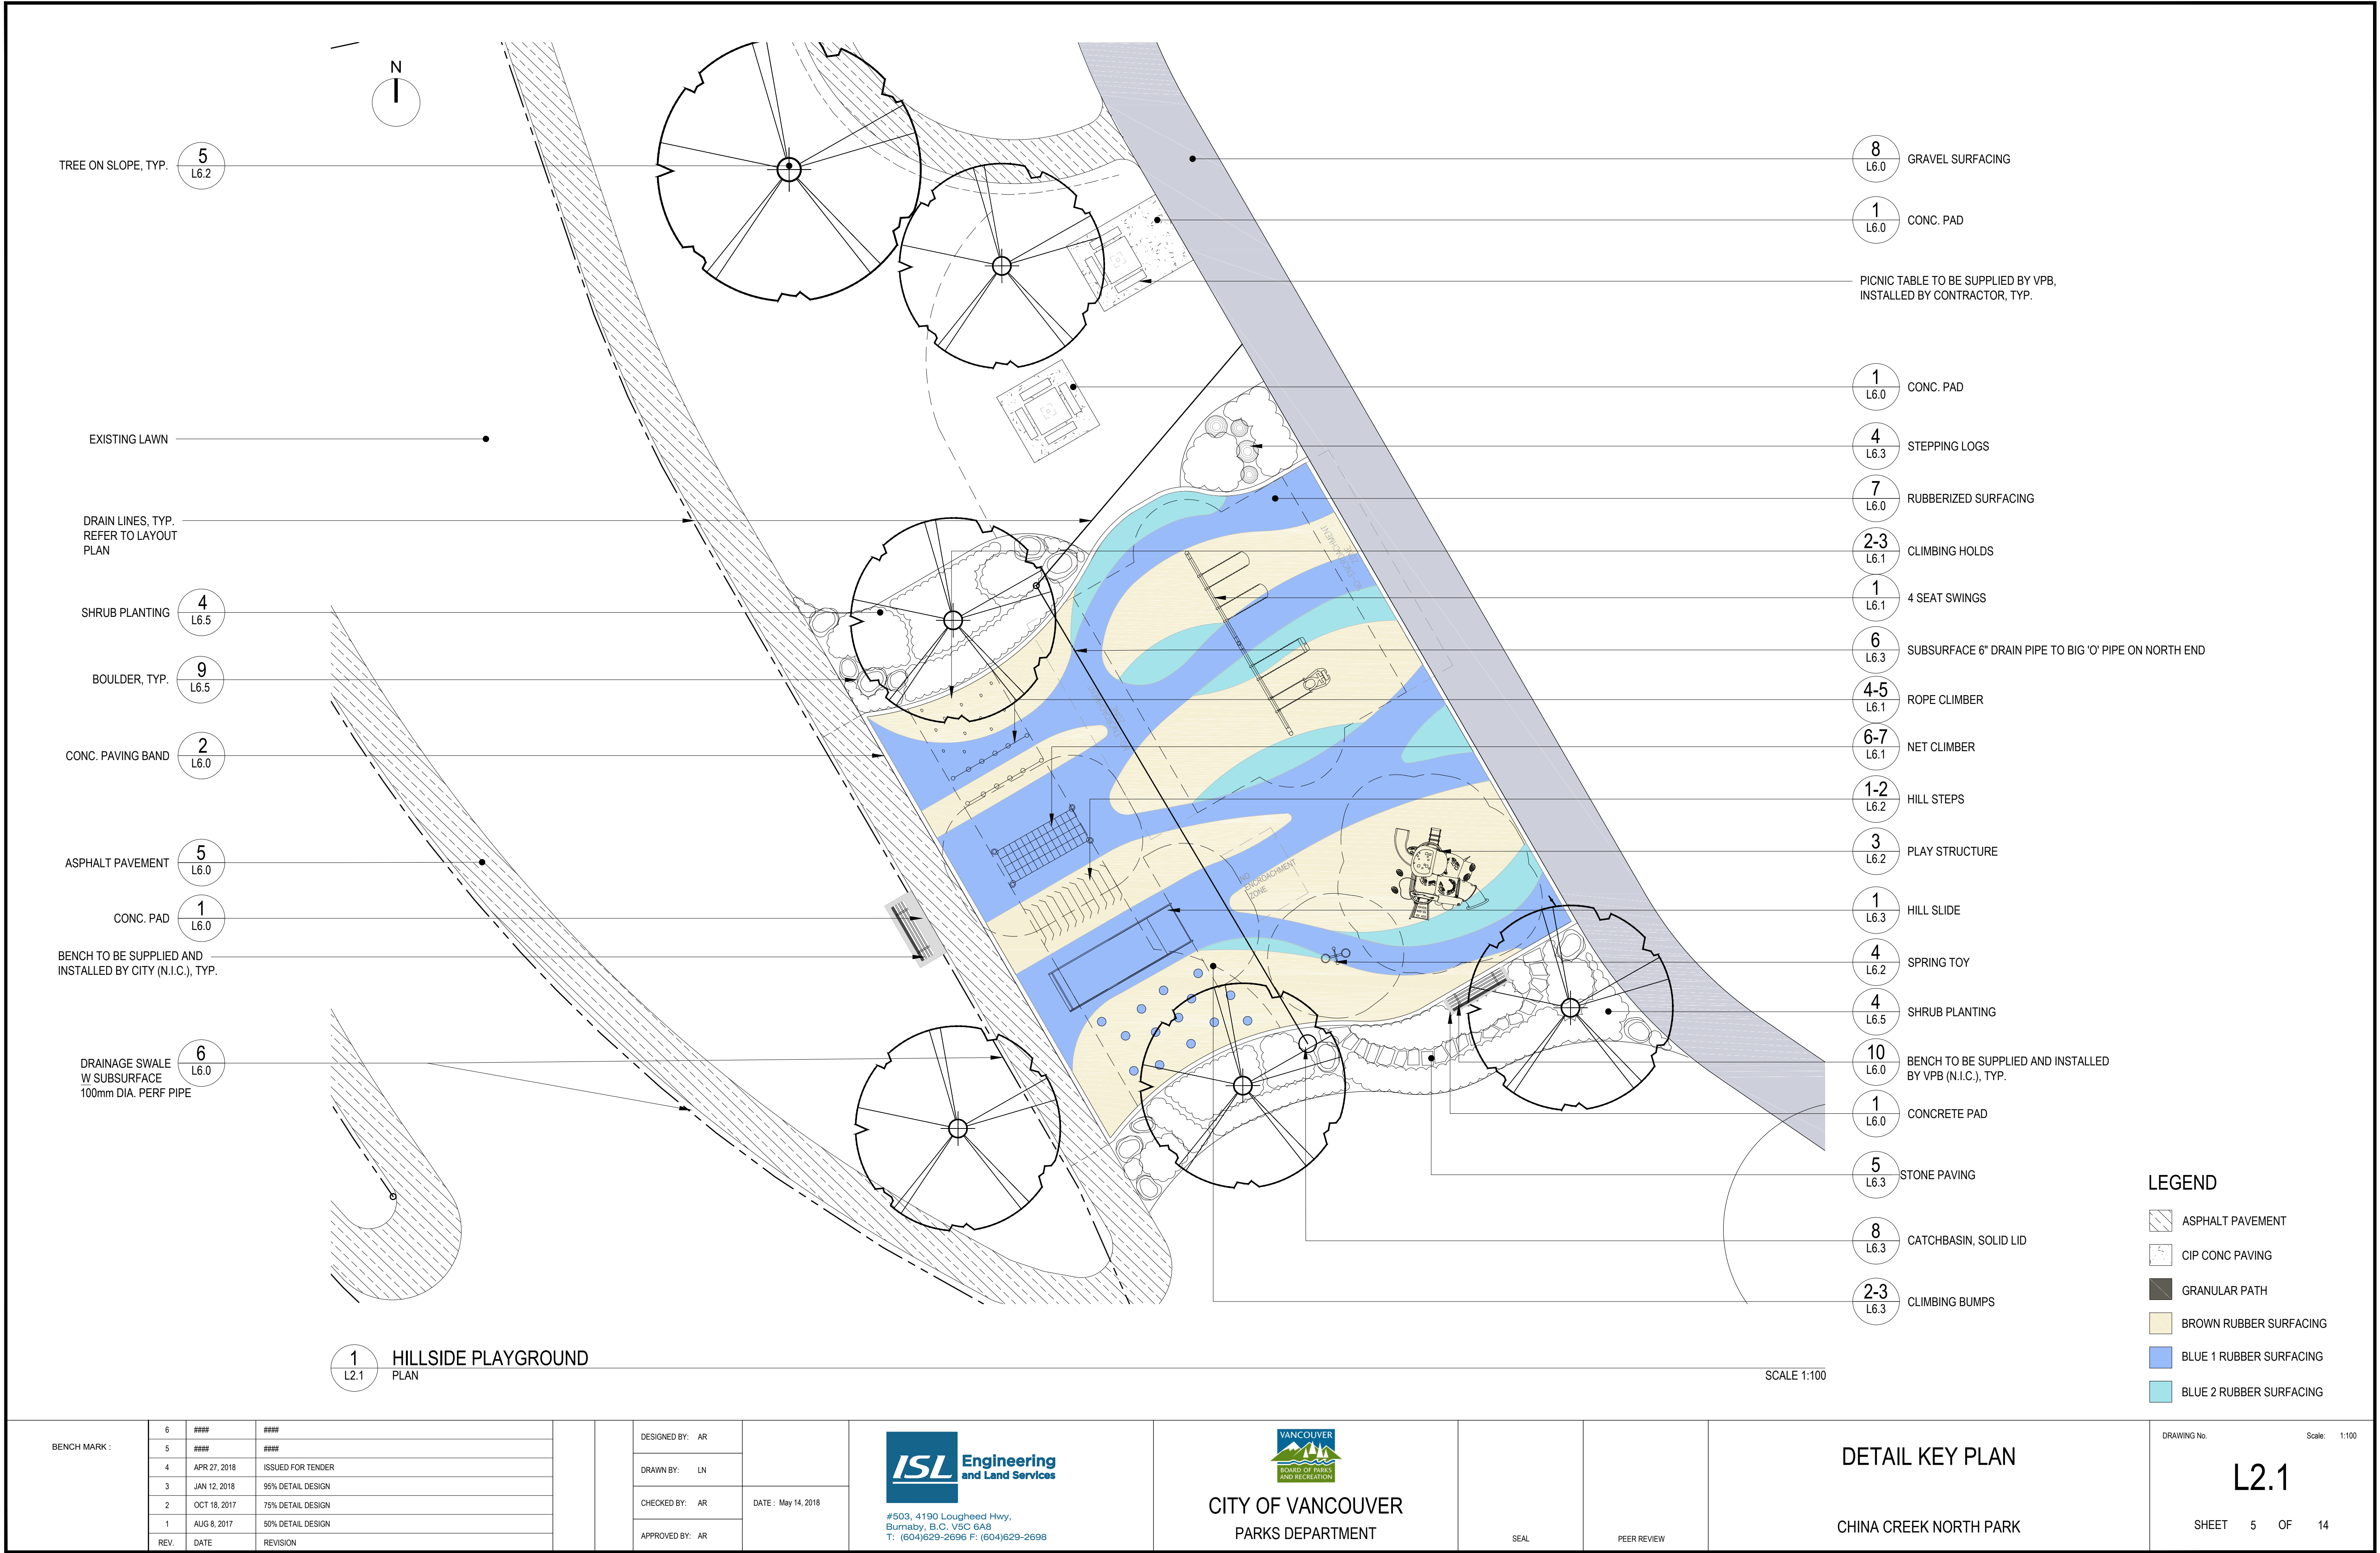 N
TREE ON SLOPE, TYP.
5
L6.2
EXISTING LAWN
DRAIN LINES, TYP.
REFER TO LAYOUT
PLAN
SHRUB PLANTING
4
L6.5
BOULDER, TYP.
9
L6.5
CONC. PAVING BAND
2
L6.0
ASPHALT PAVEMENT
5
L6.0
CONC. PAD
1
L6.0
BENCH TO BE SUPPLIED AND
INSTALLED BY CITY (N.I.C.), TYP.
DRAINAGE SWALE
W SUBSURFACE
100mm DIA. PERF PIPE
6
L6.0
NO
ENCROACHMENT
ZONE
8
L6.0
GRAVEL SURFACING
1
L6.0
CONC. PAD
PICNIC TABLE TO BE SUPPLIED BY VPB,
INSTALLED BY CONTRACTOR, TYP.
1
L6.0
CONC. PAD
4
L6.3
STEPPING LOGS
7
L6.0
RUBBERIZED SURFACING
2-3
L6.1
CLIMBING HOLDS
1
L6.1
4 SEAT SWINGS
6
L6.3
SUBSURFACE 6" DRAIN PIPE TO BIG 'O' PIPE ON NORTH END
4-5
L6.1
ROPE CLIMBER
6-7
L6.1
NET CLIMBER
1-2
L6.2
HILL STEPS
3
L6.2
PLAY STRUCTURE
1
L6.3
HILL SLIDE
4
L6.2
SPRING TOY
4
L6.5
SHRUB PLANTING
10
L6.0
BENCH TO BE SUPPLIED AND INSTALLED
BY VPB (N.I.C.), TYP.
1
L6.0
CONCRETE PAD
5
L6.3
STONE PAVING
8
L6.3
CATCHBASIN, SOLID LID
2-3
L6.3
CLIMBING BUMPS
LEGEND
ASPHALT PAVEMENT
CIP CONC PAVING
GRANULAR PATH
BROWN RUBBER SURFACING
BLUE 1 RUBBER SURFACING
BLUE 2 RUBBER SURFACING
1
L2.1
HILLSIDE PLAYGROUND
PLAN
SCALE 1:100
BENCH MARK :
6 #### ####
5 #### ####
4 APR 27, 2018 ISSUED FOR TENDER
3 JAN 12, 2018 95% DETAIL DESIGN
2 OCT 18, 2017 75% DETAIL DESIGN
1 AUG 8, 2017 50% DETAIL DESIGN
REV. DATE REVISION
DESIGNED BY: AR
DRAWN BY: LN
CHECKED BY: AR
APPROVED BY: AR
DATE : May 14, 2018
ISL Engineering
and Land Services
#503, 4190 Lougheed Hwy,
Burnaby, B.C. V5C 6A8
T: (604)629-2696 F: (604)629-2698
VANCOUVER
BOARD OF PARKS
AND RECREATION
CITY OF VANCOUVER
PARKS DEPARTMENT
SEAL
PEER REVIEW
DETAIL KEY PLAN
CHINA CREEK NORTH PARK
DRAWING No. Scale: 1:100
L2.1
SHEET 5 OF 14